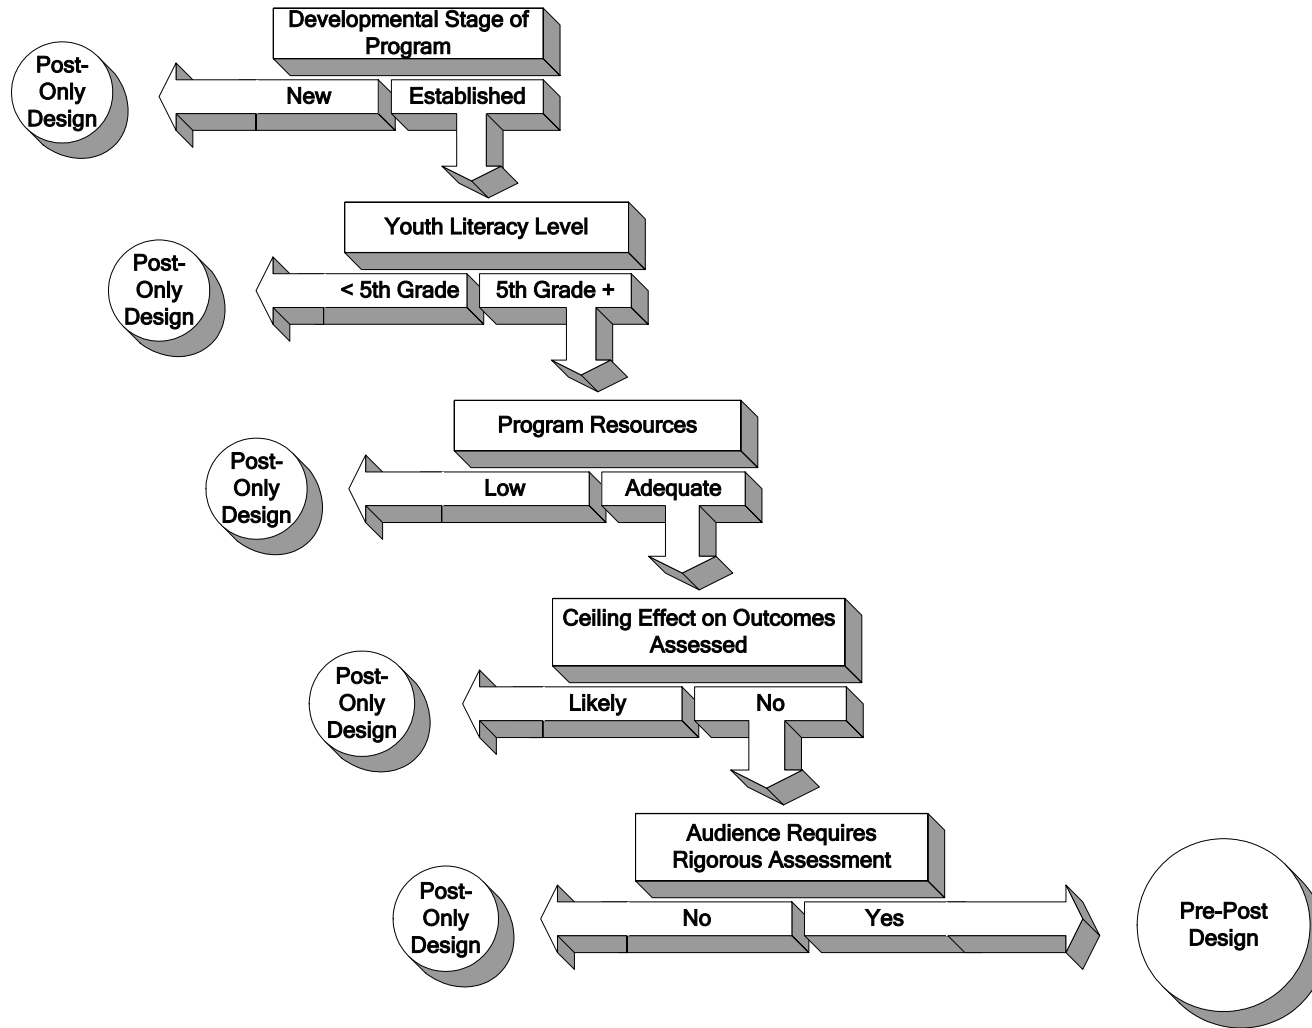 Developmental Stage of
Program
Post-
Only
Design
New
Established
Youth Literacy Level
Post-
Only
Design
< 5th Grade
5th Grade +
Program Resources
Post-
Only
Design
Low
Adequate
Ceiling Effect on Outcomes
Assessed
Post-
Only
Design
Likely
No
Audience Requires
Rigorous Assessment
Post-
Only
Design
No
Yes
Pre-Post
Design